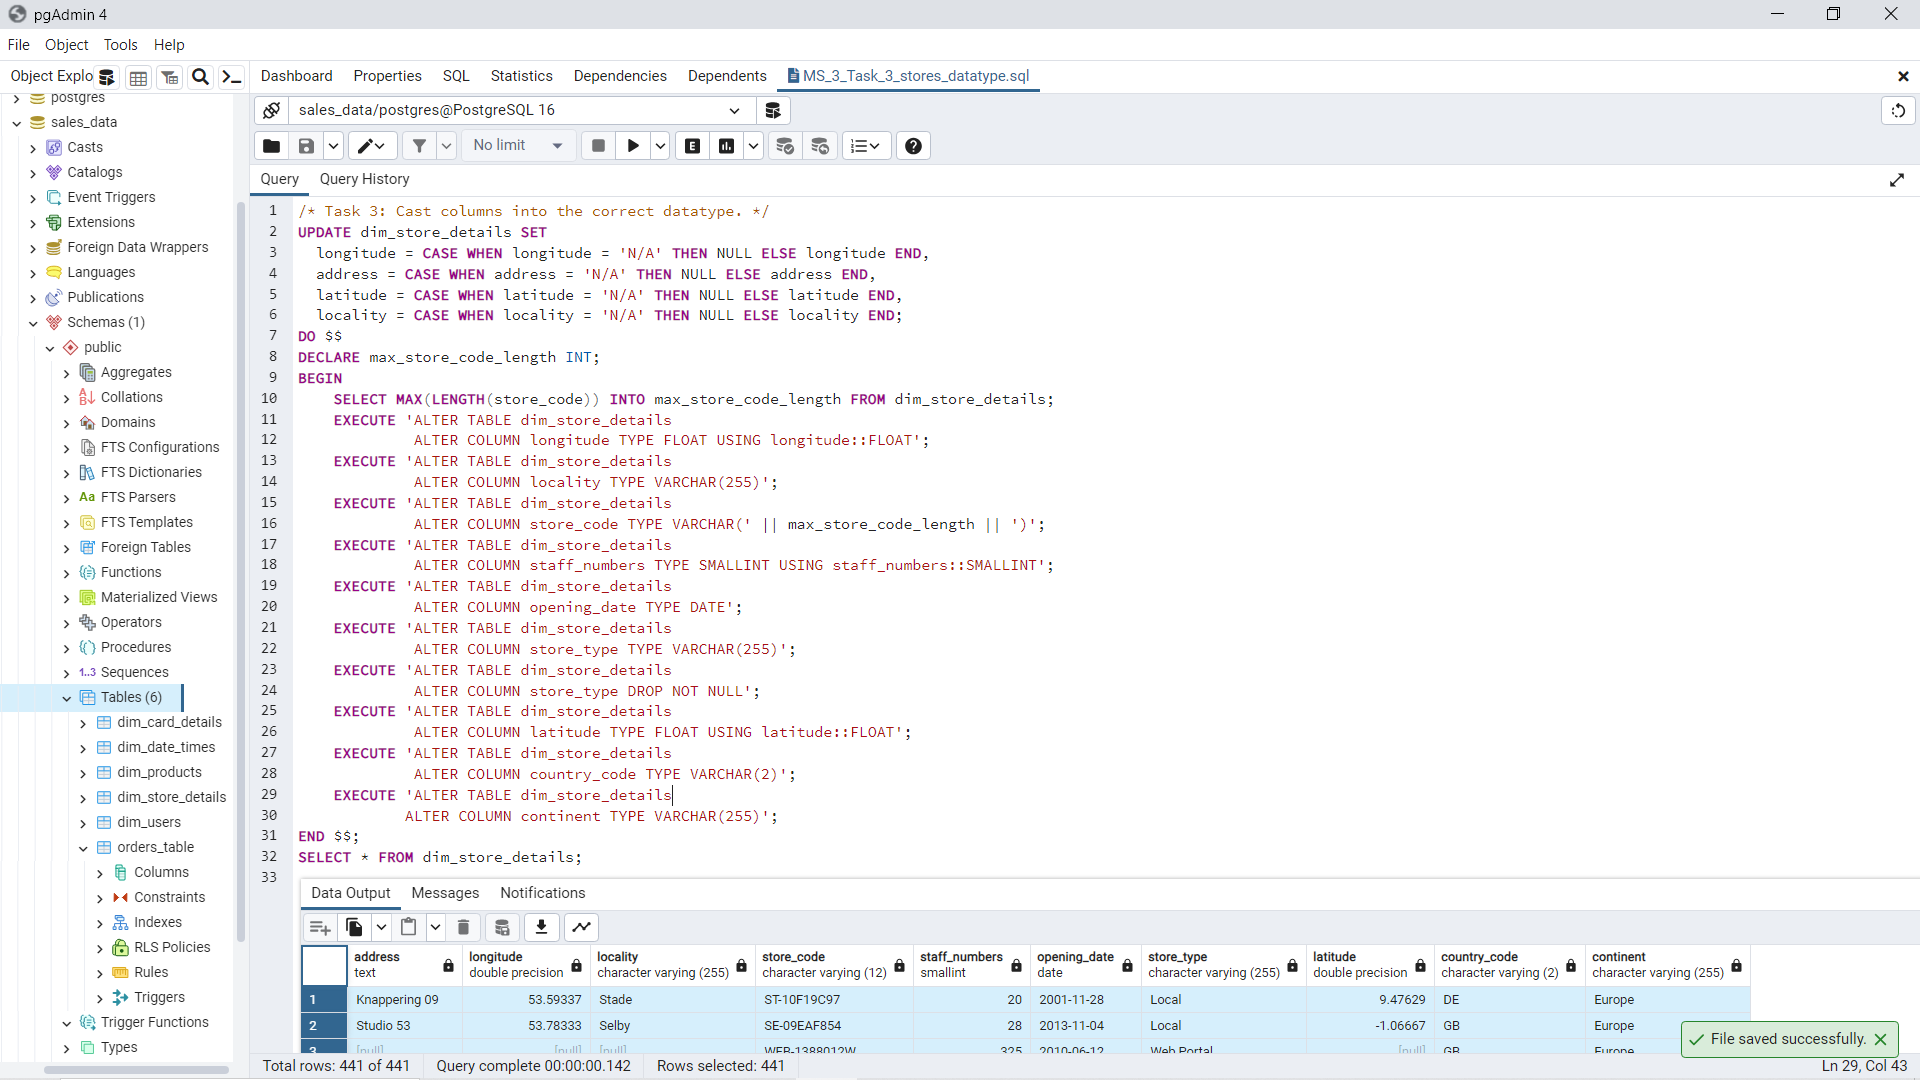 pgAdmin 4
File Object Tools Help
Object Explo
Dashboard Properties SQL Statistics Dependencies Dependents MS_3_Task_3_stores_datatype.sql
postgres
sales_data
Casts
Catalogs
Event Triggers
Extensions
Foreign Data Wrappers
Languages
Publications
Schemas (1)
public
Aggregates
Collations
Domains
FTS Configurations
FTS Dictionaries
FTS Parsers
FTS Templates
Foreign Tables
Functions
Materialized Views
Operators
Procedures
1..3 Sequences
Tables (6)
dim_card_details
dim_date_times
dim_products
dim_store_details
dim_users
orders_table
Columns
Constraints
Indexes
RLS Policies
Rules
Triggers
Trigger Functions
Types
sales_data/postgres@PostgreSQL 16
No limit
Query Query History
1 /* Task 3: Cast columns into the correct datatype. */
2 UPDATE dim_store_details SET
3 longitude = CASE WHEN longitude = 'N/A' THEN NULL ELSE longitude END,
4 address = CASE WHEN address = 'N/A' THEN NULL ELSE address END,
5 latitude = CASE WHEN latitude = 'N/A' THEN NULL ELSE latitude END,
6 locality = CASE WHEN locality = 'N/A' THEN NULL ELSE locality END;
7 DO $$
8 DECLARE max_store_code_length INT;
9 BEGIN
10 SELECT MAX(LENGTH(store_code)) INTO max_store_code_length FROM dim_store_details;
11 EXECUTE 'ALTER TABLE dim_store_details
12 ALTER COLUMN longitude TYPE FLOAT USING longitude::FLOAT';
13 EXECUTE 'ALTER TABLE dim_store_details
14 ALTER COLUMN locality TYPE VARCHAR(255)';
15 EXECUTE 'ALTER TABLE dim_store_details
16 ALTER COLUMN store_code TYPE VARCHAR(' || max_store_code_length || ')';
17 EXECUTE 'ALTER TABLE dim_store_details
18 ALTER COLUMN staff_numbers TYPE SMALLINT USING staff_numbers::SMALLINT';
19 EXECUTE 'ALTER TABLE dim_store_details
20 ALTER COLUMN opening_date TYPE DATE';
21 EXECUTE 'ALTER TABLE dim_store_details
22 ALTER COLUMN store_type TYPE VARCHAR(255)';
23 EXECUTE 'ALTER TABLE dim_store_details
24 ALTER COLUMN store_type DROP NOT NULL';
25 EXECUTE 'ALTER TABLE dim_store_details
26 ALTER COLUMN latitude TYPE FLOAT USING latitude::FLOAT';
27 EXECUTE 'ALTER TABLE dim_store_details
28 ALTER COLUMN country_code TYPE VARCHAR(2)';
29 EXECUTE 'ALTER TABLE dim_store_details
30 ALTER COLUMN continent TYPE VARCHAR(255)';
31 END $$;
32 SELECT * FROM dim_store_details;
33
Data Output Messages Notifications
address longitude locality store_code staff_numbers opening_date store_type latitude country_code continent
text double precision character varying (255) character varying (12) smallint date character varying (255) double precision character varying (2) character varying (255)
1 Knappering 09 53.59337 Stade ST-10F19C97 20 2001-11-28 Local 9.47629 DE Europe
2 Studio 53 53.78333 Selby SE-09EAF854 28 2013-11-04 Local -1.06667 GB Europe
3 [null] [null] [null] WEB-1388012W 325 2010-06-12 Web Portal [null] GB Europe
File saved successfully.
Total rows: 441 of 441 Query complete 00:00:00.142 Rows selected: 441 Ln 29, Col 43